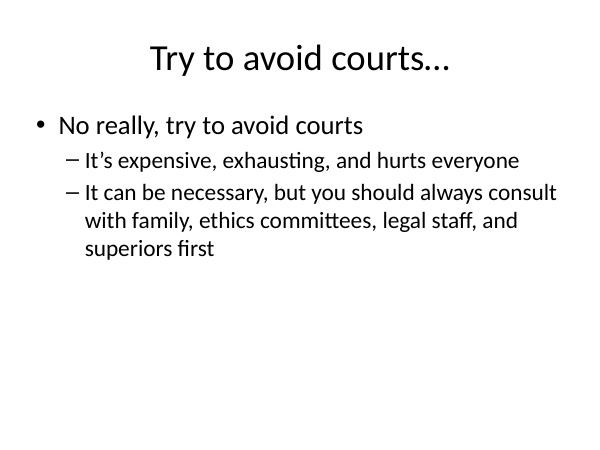 Try to avoid courts…
• No really, try to avoid courts
– It’s expensive, exhausting, and hurts everyone
– It can be necessary, but you should always consult
with family, ethics committees, legal staff, and
superiors first